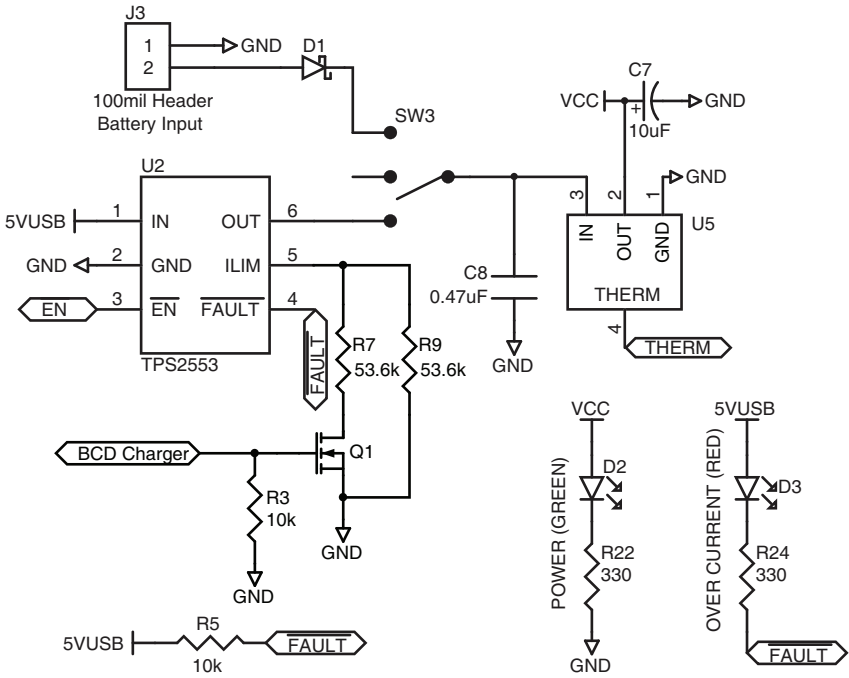 J3
1
GND
D1
2
100mil Header
Battery Input
SW3
C7
VCC
GND
+
10uF
U2
5VUSB
1
IN
OUT
6
GND
2
GND
ILIM
5
EN
3
EN
FAULT
4
TPS2553
FAULT
3
2
1
GND
IN
OUT
GND
U5
THERM
4
THERM
C8
0.47uF
GND
R7
53.6k
R9
53.6k
BCD Charger
Q1
R3
10k
GND
GND
VCC
D2
POWER (GREEN)
R22
330
GND
5VUSB
D3
OVER CURRENT (RED)
R24
330
FAULT
5VUSB
R5
10k
FAULT